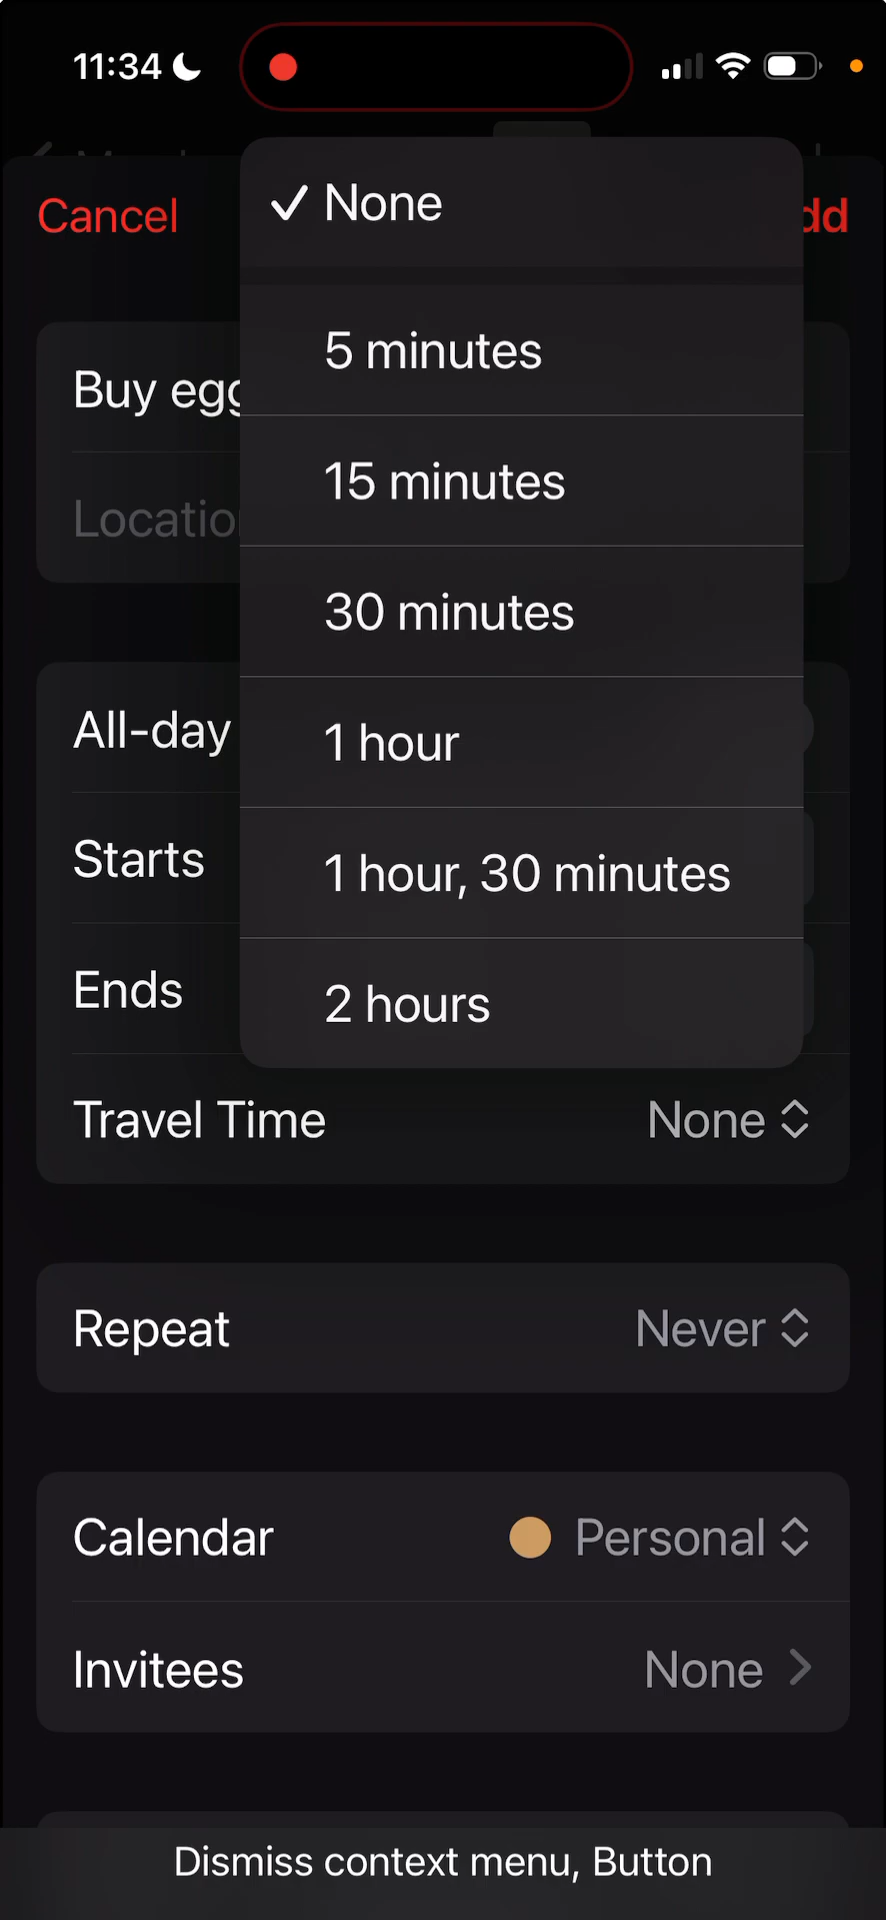 11:34
Cancel
None
dd
5 minutes
Buy egg
15 minutes
Locatio
30 minutes
All-day
1 hour
Starts
1 hour, 30 minutes
Ends
2 hours
Travel Time None
Repeat Never
Calendar Personal
Invitees None
Dismiss context menu, Button